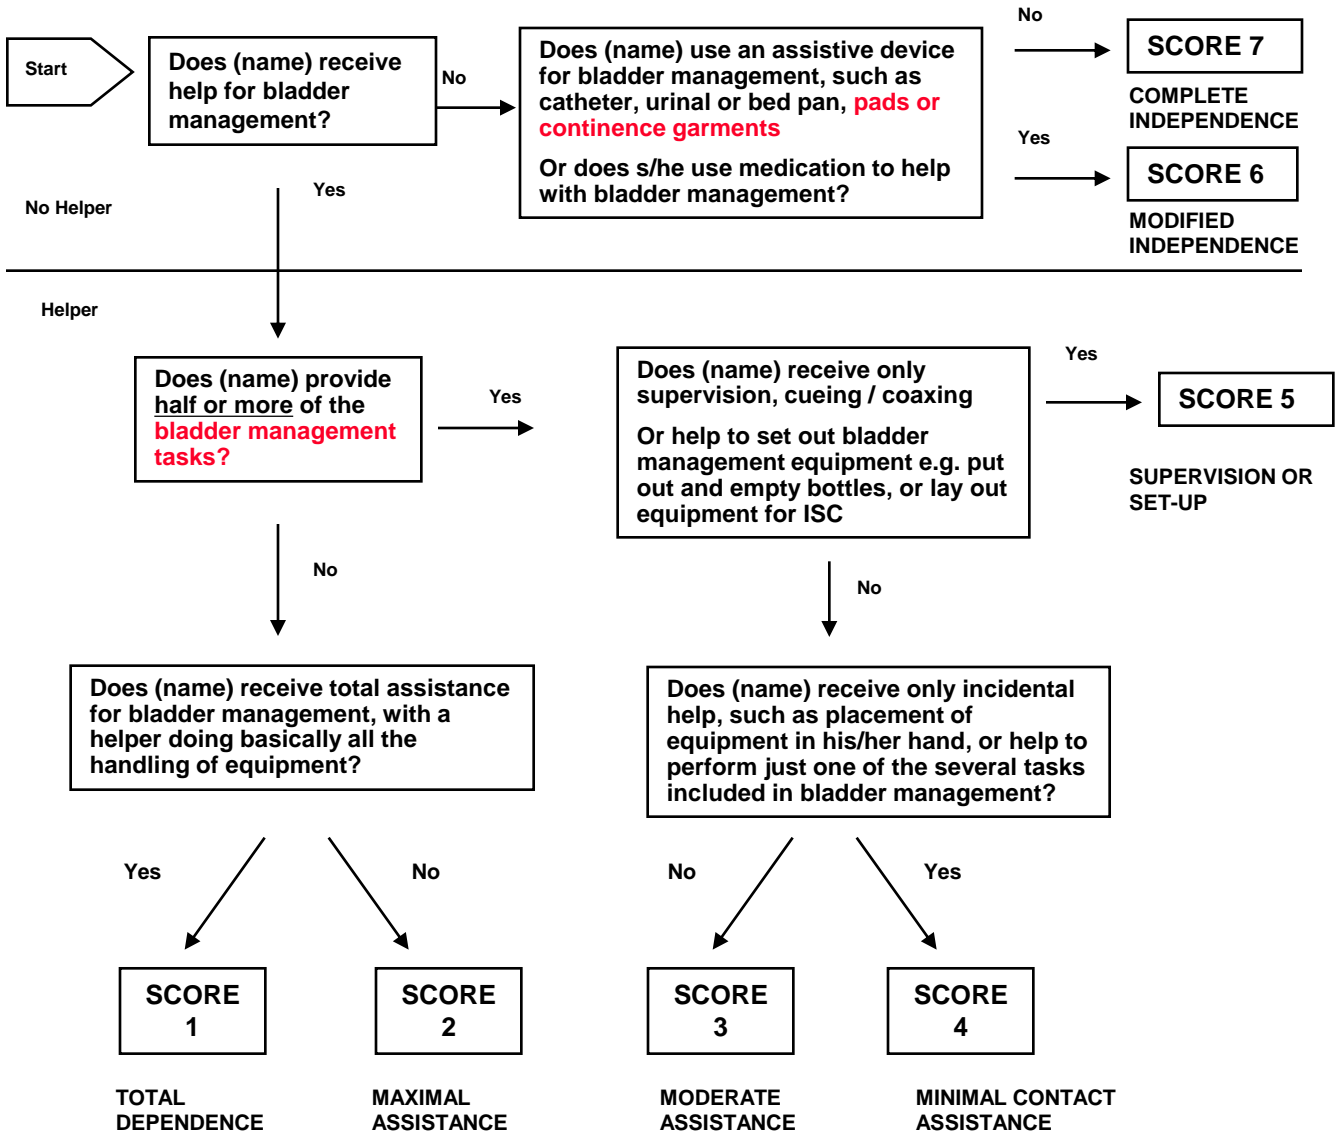 Start
Does (name) receive
help for bladder
management?
No
Does (name) use an assistive device
for bladder management, such as
catheter, urinal or bed pan, pads or
continence garments
Or does s/he use medication to help
with bladder management?
No
SCORE 7
COMPLETE
INDEPENDENCE
Yes
SCORE 6
MODIFIED
INDEPENDENCE
Yes
No Helper
Helper
Does (name) provide
half or more of the
bladder management
tasks?
Yes
Does (name) receive only
supervision, cueing / coaxing
Or help to set out bladder
management equipment e.g. put
out and empty bottles, or lay out
equipment for ISC
Yes
SCORE 5
SUPERVISION OR
SET-UP
No
No
Does (name) receive total assistance
for bladder management, with a
helper doing basically all the
handling of equipment?
Does (name) receive only incidental
help, such as placement of
equipment in his/her hand, or help to
perform just one of the several tasks
included in bladder management?
Yes
No
No
Yes
SCORE
1
SCORE
2
SCORE
3
SCORE
4
TOTAL
DEPENDENCE
MAXIMAL
ASSISTANCE
MODERATE
ASSISTANCE
MINIMAL CONTACT
ASSISTANCE